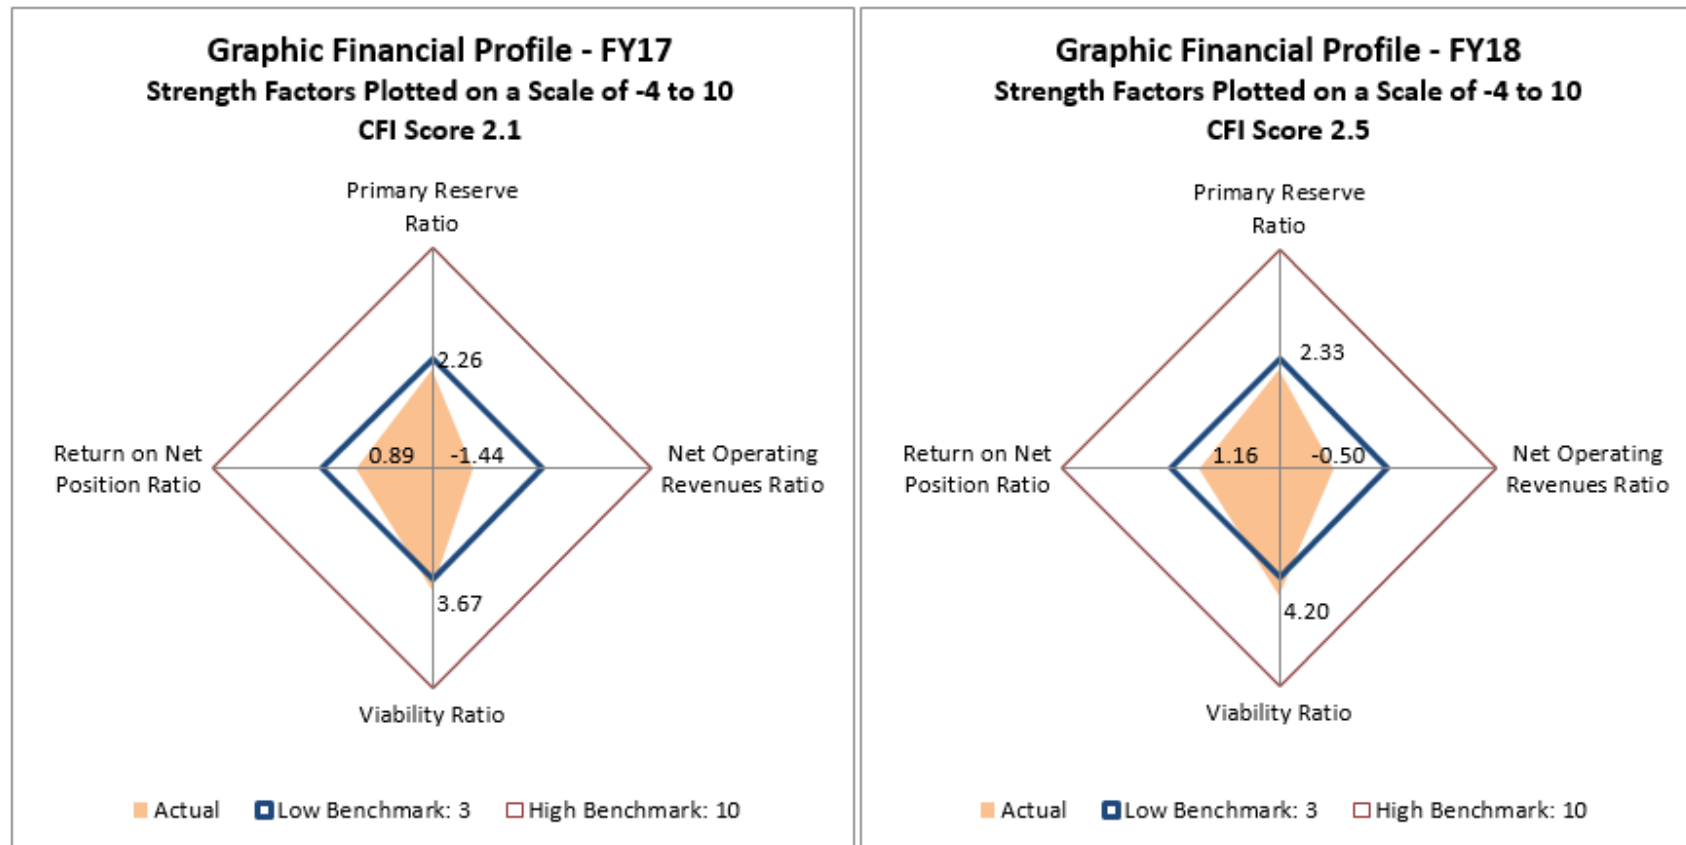 Graphic Financial Profile - FY17
Strength Factors Plotted on a Scale of -4 to 10
CFI Score 2.1
Primary Reserve
Ratio
2.26
Return on Net
Position Ratio
0.89
-1.44
Net Operating
Revenues Ratio
3.67
Viability Ratio
Actual
Low Benchmark: 3
High Benchmark: 10
Graphic Financial Profile - FY18
Strength Factors Plotted on a Scale of -4 to 10
CFI Score 2.5
Primary Reserve
Ratio
2.33
Return on Net
Position Ratio
1.16
-0.50
Net Operating
Revenues Ratio
4.20
Viability Ratio
Actual
Low Benchmark: 3
High Benchmark: 10